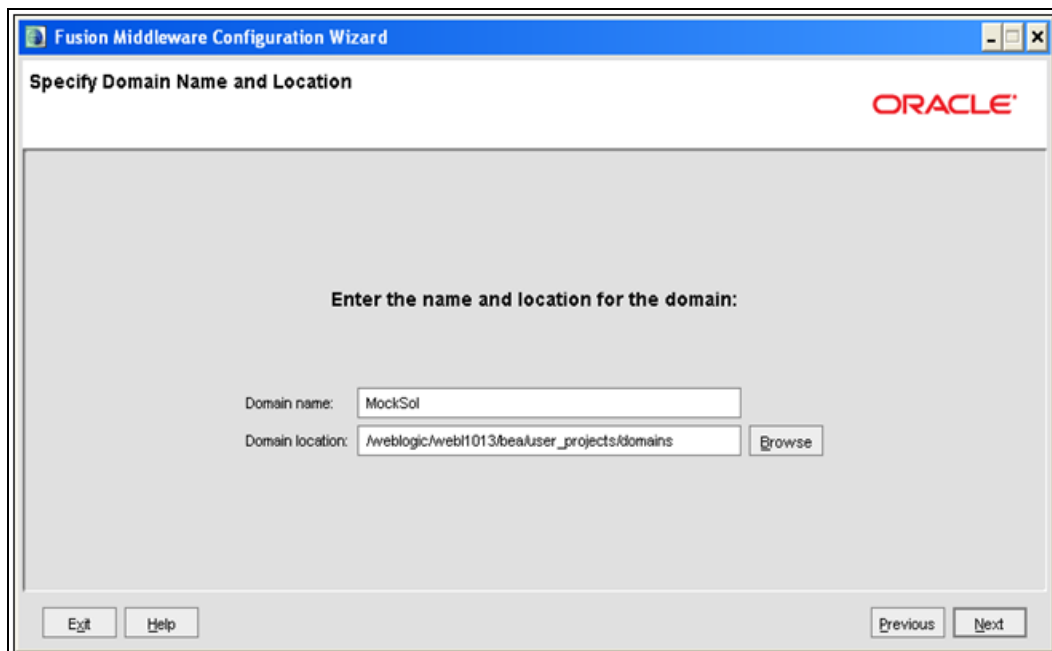 Fusion Middleware Configuration Wizard
Specify Domain Name and Location
ORACLE
Enter the name and location for the domain:
Domain name: MockSol
Domain location: /weblogic/webl1013/bea/user_projects/domains Browse
Exit Help Previous Next